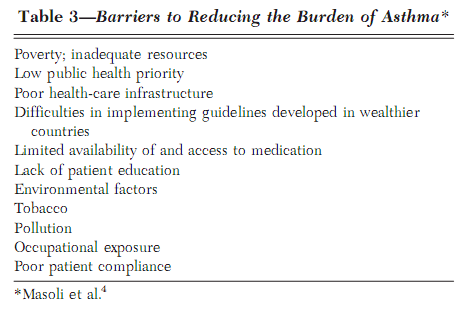 Table 3—Barriers to Reducing the Burden of Asthma*
Poverty; inadequate resources
Low public health priority
Poor health-care infrastructure
Difficulties in implementing guidelines developed in wealthier
countries
Limited availability of and access to medication
Lack of patient education
Environmental factors
Tobacco
Pollution
Occupational exposure
Poor patient compliance
*Masoli et al.4